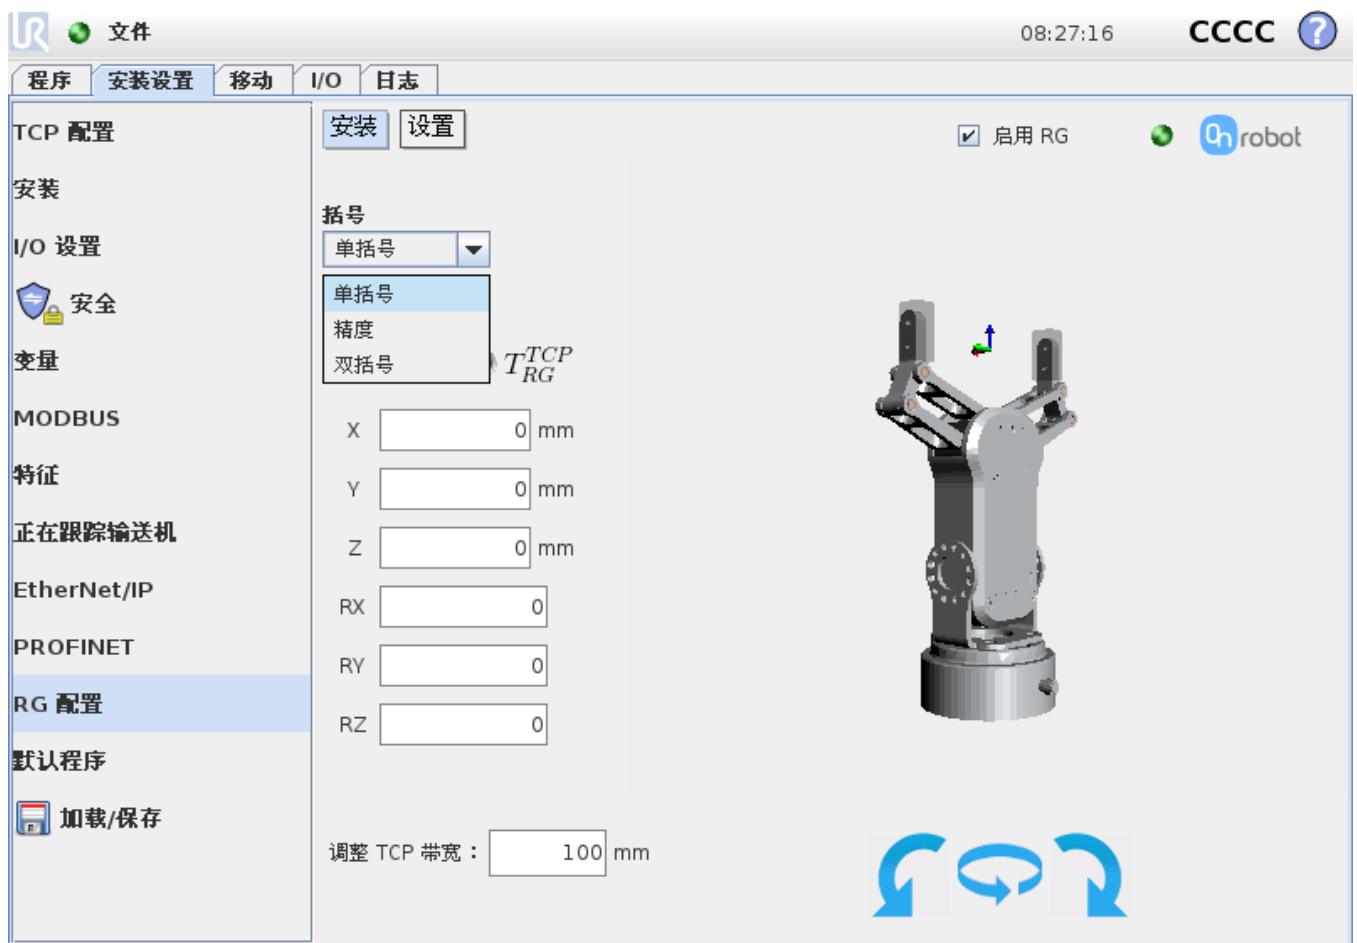 UR 文件 08:27:16 CCCC ?
程序 安装设置 移动 I/O 日志
TCP 配置
安装
I/O 设置
安全
变量
MODBUS
特征
正在跟踪输送机
EtherNet/IP
PROFINET
RG 配置
默认程序
加载/保存
安装 设置
启用 RG
On robot
括号
单括号
单括号
精度
双括号
T TCP RG
X 0 mm
Y 0 mm
Z 0 mm
RX 0
RY 0
RZ 0
调整 TCP 带宽： 100 mm